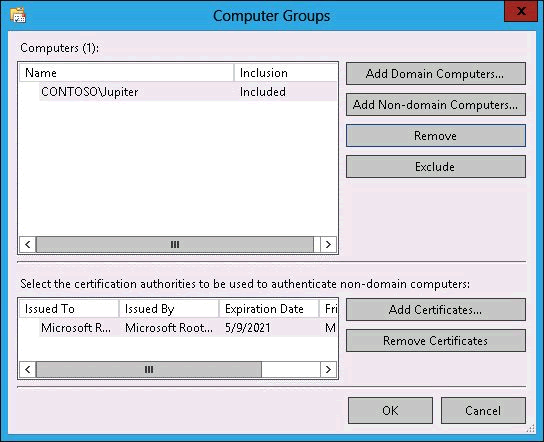 Computer Groups
x
Computers (1):
Name Inclusion
CONTOSO\Jupiter Included
Add Domain Computers...
Add Non-domain Computers...
Remove
Exclude
Select the certification authorities to be used to authenticate non-domain computers:
Issued To Issued By Expiration Date Fri
Microsoft R... Microsoft Root... 5/9/2021 M
Add Certificates...
Remove Certificates
OK Cancel